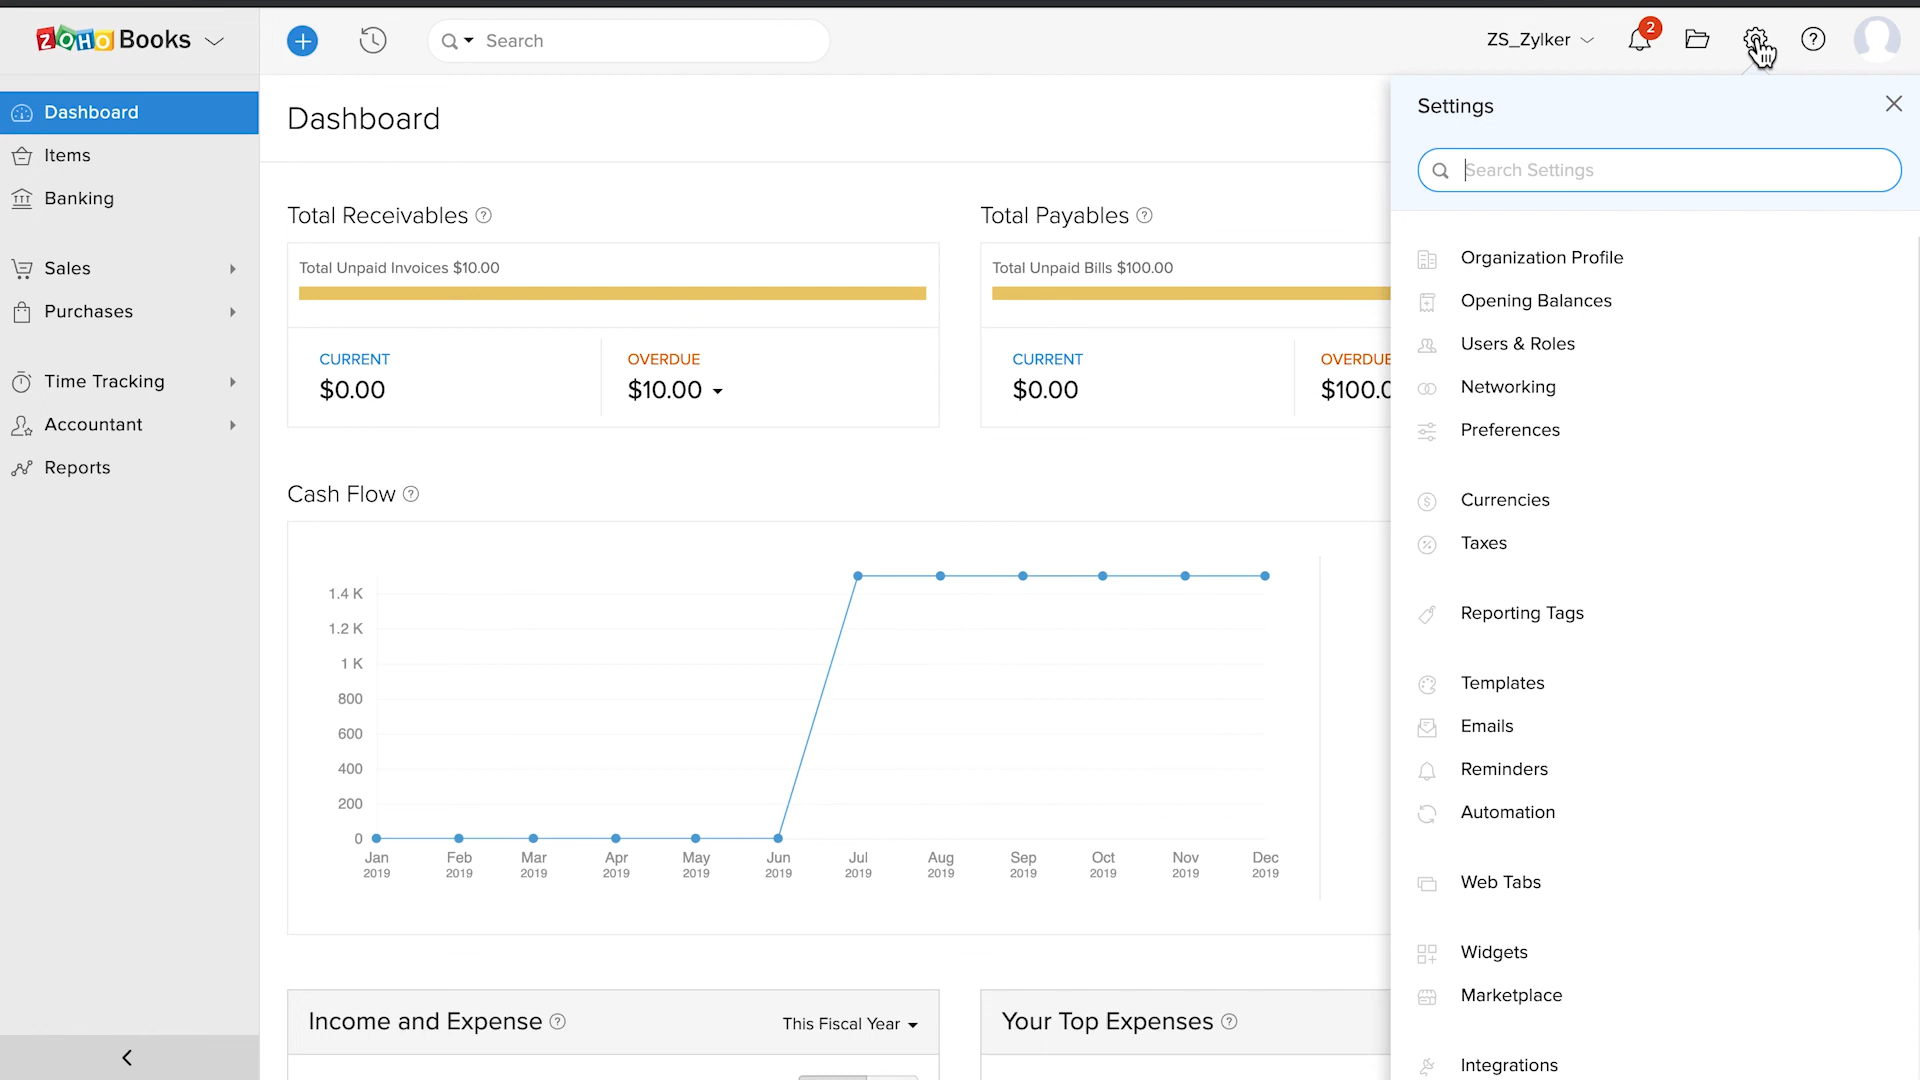 ZOHO Books
Search
ZS_Zylker
2
Dashboard
Items
Banking
Sales
Purchases
Time Tracking
Accountant
Reports
Dashboard
Total Receivables
Total Unpaid Invoices $10.00
CURRENT
$0.00
OVERDUE
$10.00
Total Payables
Total Unpaid Bills $100.00
CURRENT
$0.00
OVERDUE
$100.0
Cash Flow
1.4 K
1.2 K
1 K
800
600
400
200
0
Jan Feb Mar Apr May Jun Jul Aug Sep Oct Nov Dec
2019 2019 2019 2019 2019 2019 2019 2019 2019 2019 2019 2019
Income and Expense
This Fiscal Year
Your Top Expenses
Settings
Search Settings
Organization Profile
Opening Balances
Users & Roles
Networking
Preferences
Currencies
Taxes
Reporting Tags
Templates
Emails
Reminders
Automation
Web Tabs
Widgets
Marketplace
Integrations